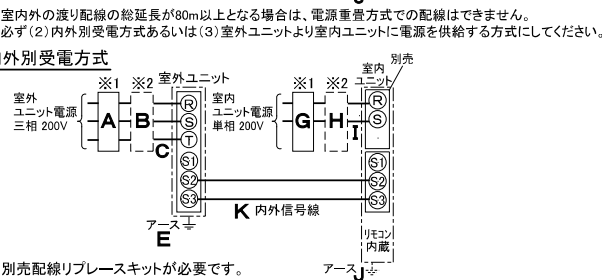 室内外の渡り配線の総延長が80m以上となる場合は、電源重畳方式での配線はできません。
必ず(2)内外別受電方式あるいは(3)室外ユニットより室内ユニットに電源を供給する方式にしてください。
内外別受電方式
別売
※1 ※2 室外ユニット
※1 ※2 室内ユニット
室外
ユニット電源
三相 200V
A B C
R
S
T
S1
S2
S3
室内
ユニット電源
単相 200V
G H I
R
S
S1
S2
S3
K 内外信号線
アース
E
リモコン
内蔵
アース J
別売配線リプレースキットが必要です。